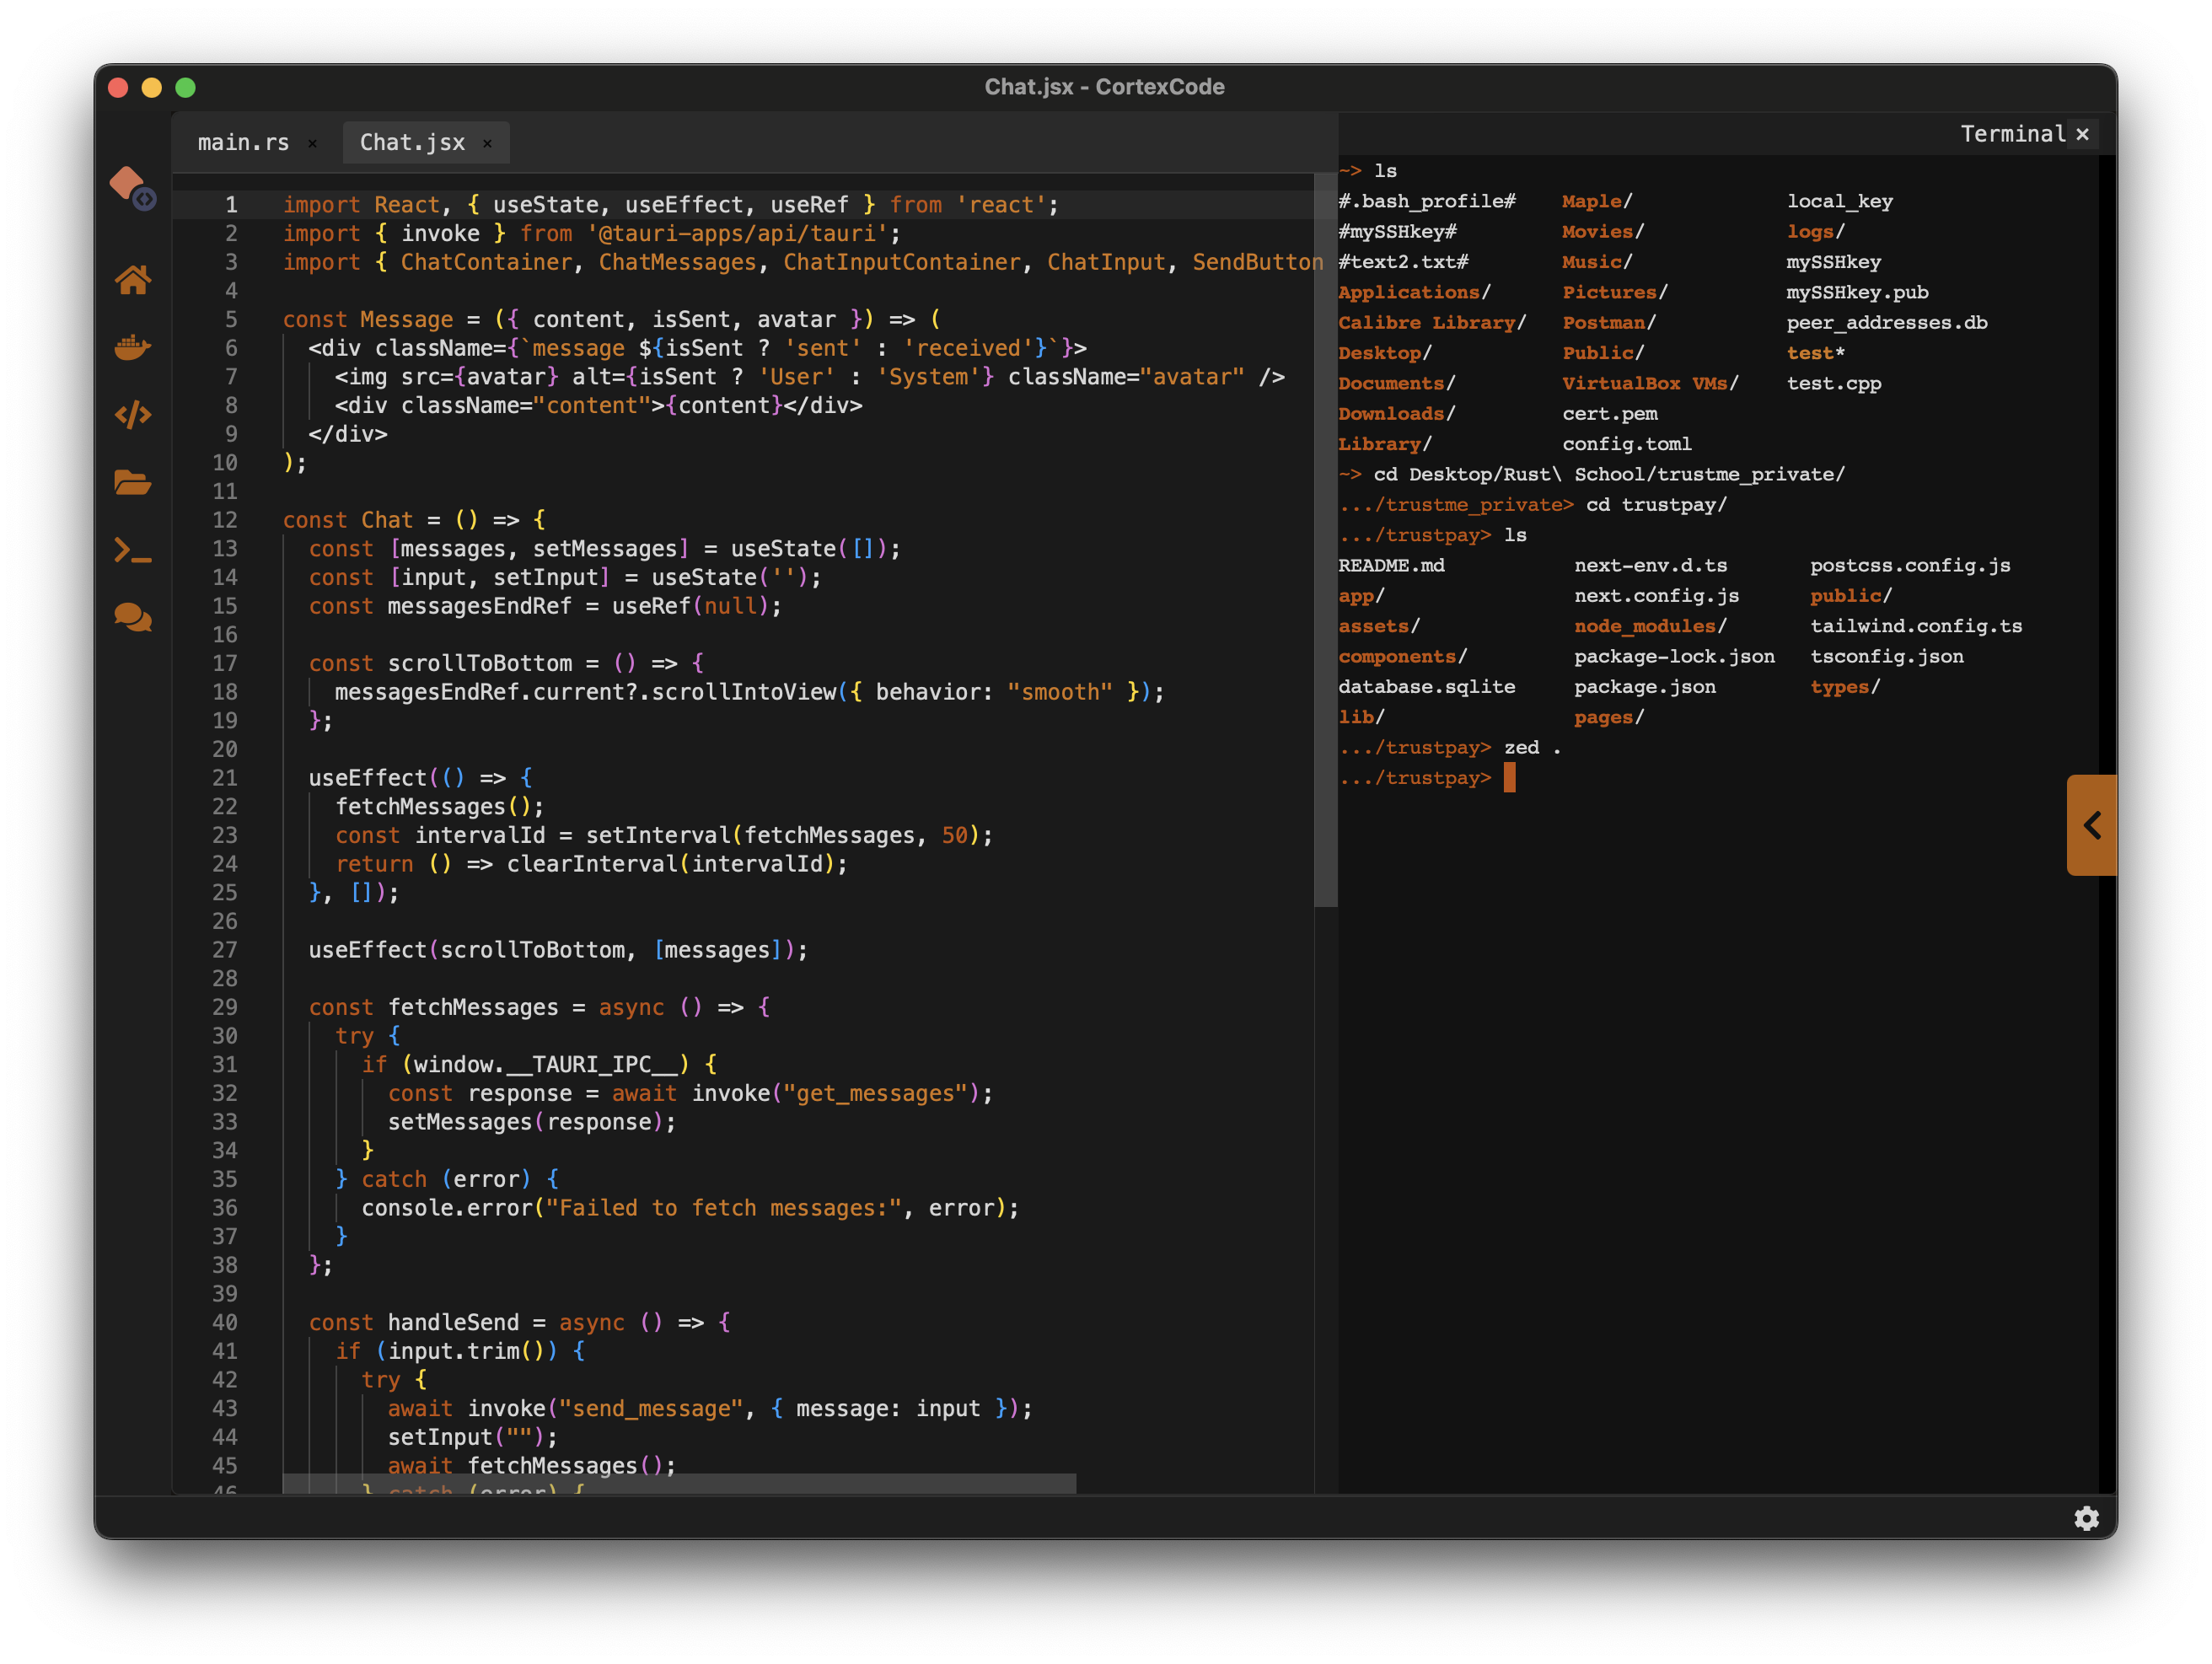 Chat.jsx - CortexCode
main.rs ×
Chat.jsx ×
1 import React, { useState, useEffect, useRef } from 'react';
2 import { invoke } from '@tauri-apps/api/tauri';
3 import { ChatContainer, ChatMessages, ChatInputContainer, ChatInput, SendButton
4
5 const Message = ({ content, isSent, avatar }) => (
6   <div className={`message ${isSent ? 'sent' : 'received'}`}>
7     <img src={avatar} alt={isSent ? 'User' : 'System'} className="avatar" />
8     <div className="content">{content}</div>
9   </div>
10 );
11
12 const Chat = () => {
13   const [messages, setMessages] = useState([]);
14   const [input, setInput] = useState('');
15   const messagesEndRef = useRef(null);
16
17   const scrollToBottom = () => {
18     messagesEndRef.current?.scrollIntoView({ behavior: "smooth" });
19   };
20
21   useEffect(() => {
22     fetchMessages();
23     const intervalId = setInterval(fetchMessages, 50);
24     return () => clearInterval(intervalId);
25   }, []);
26
27   useEffect(scrollToBottom, [messages]);
28
29   const fetchMessages = async () => {
30     try {
31       if (window.__TAURI_IPC__) {
32         const response = await invoke("get_messages");
33         setMessages(response);
34       }
35     } catch (error) {
36       console.error("Failed to fetch messages:", error);
37     }
38   };
39
40   const handleSend = async () => {
41     if (input.trim()) {
42       try {
43         await invoke("send_message", { message: input });
44         setInput("");
45         await fetchMessages();
46       } catch (error) {
Terminal ×
~> ls
#.bash_profile# Maple/ local_key
#mySSHkey# Movies/ logs/
#text2.txt# Music/ mySSHkey
Applications/ Pictures/ mySSHkey.pub
Calibre Library/ Postman/ peer_addresses.db
Desktop/ Public/ test*
Documents/ VirtualBox VMs/ test.cpp
Downloads/ cert.pem
Library/ config.toml
~> cd Desktop/Rust\ School/trustme_private/
.../trustme_private> cd trustpay/
.../trustpay> ls
README.md next-env.d.ts postcss.config.js
app/ next.config.js public/
assets/ node_modules/ tailwind.config.ts
components/ package-lock.json tsconfig.json
database.sqlite package.json types/
lib/ pages/
.../trustpay> zed .
.../trustpay>